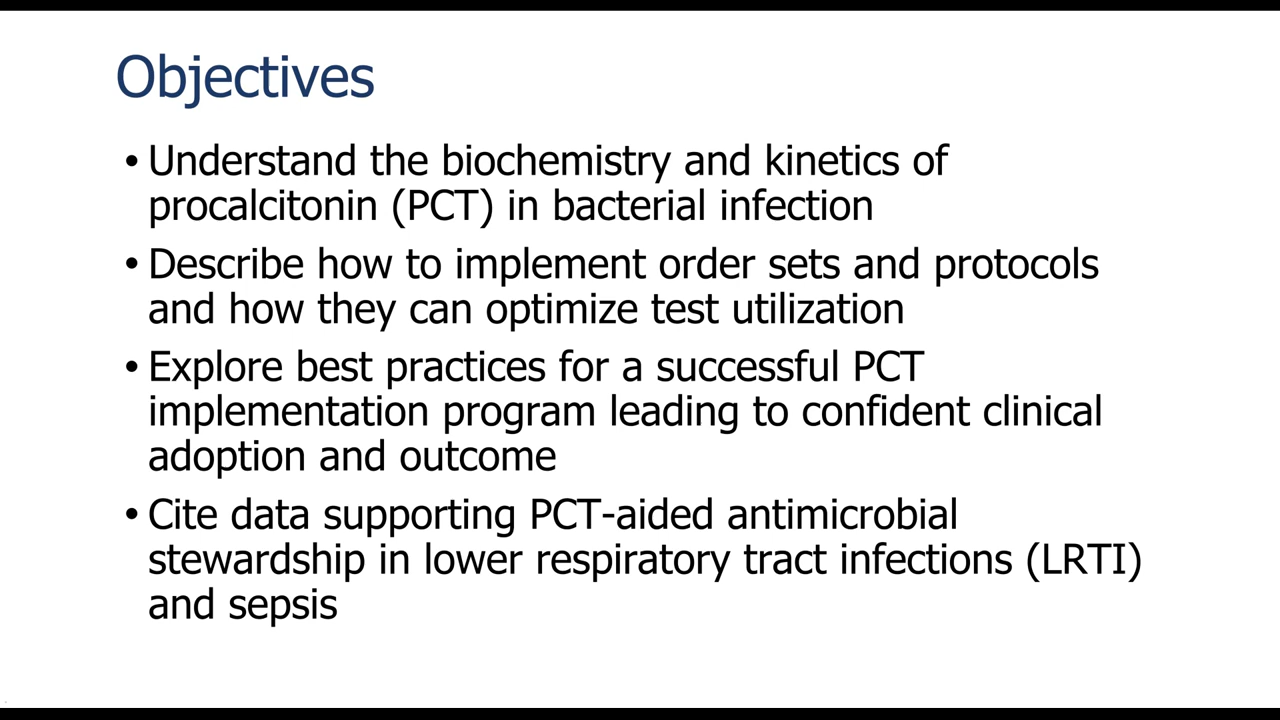 Objectives
• Understand the biochemistry and kinetics of
procalcitonin (PCT) in bacterial infection
• Describe how to implement order sets and protocols
and how they can optimize test utilization
• Explore best practices for a successful PCT
implementation program leading to confident clinical
adoption and outcome
• Cite data supporting PCT-aided antimicrobial
stewardship in lower respiratory tract infections (LRTI)
and sepsis